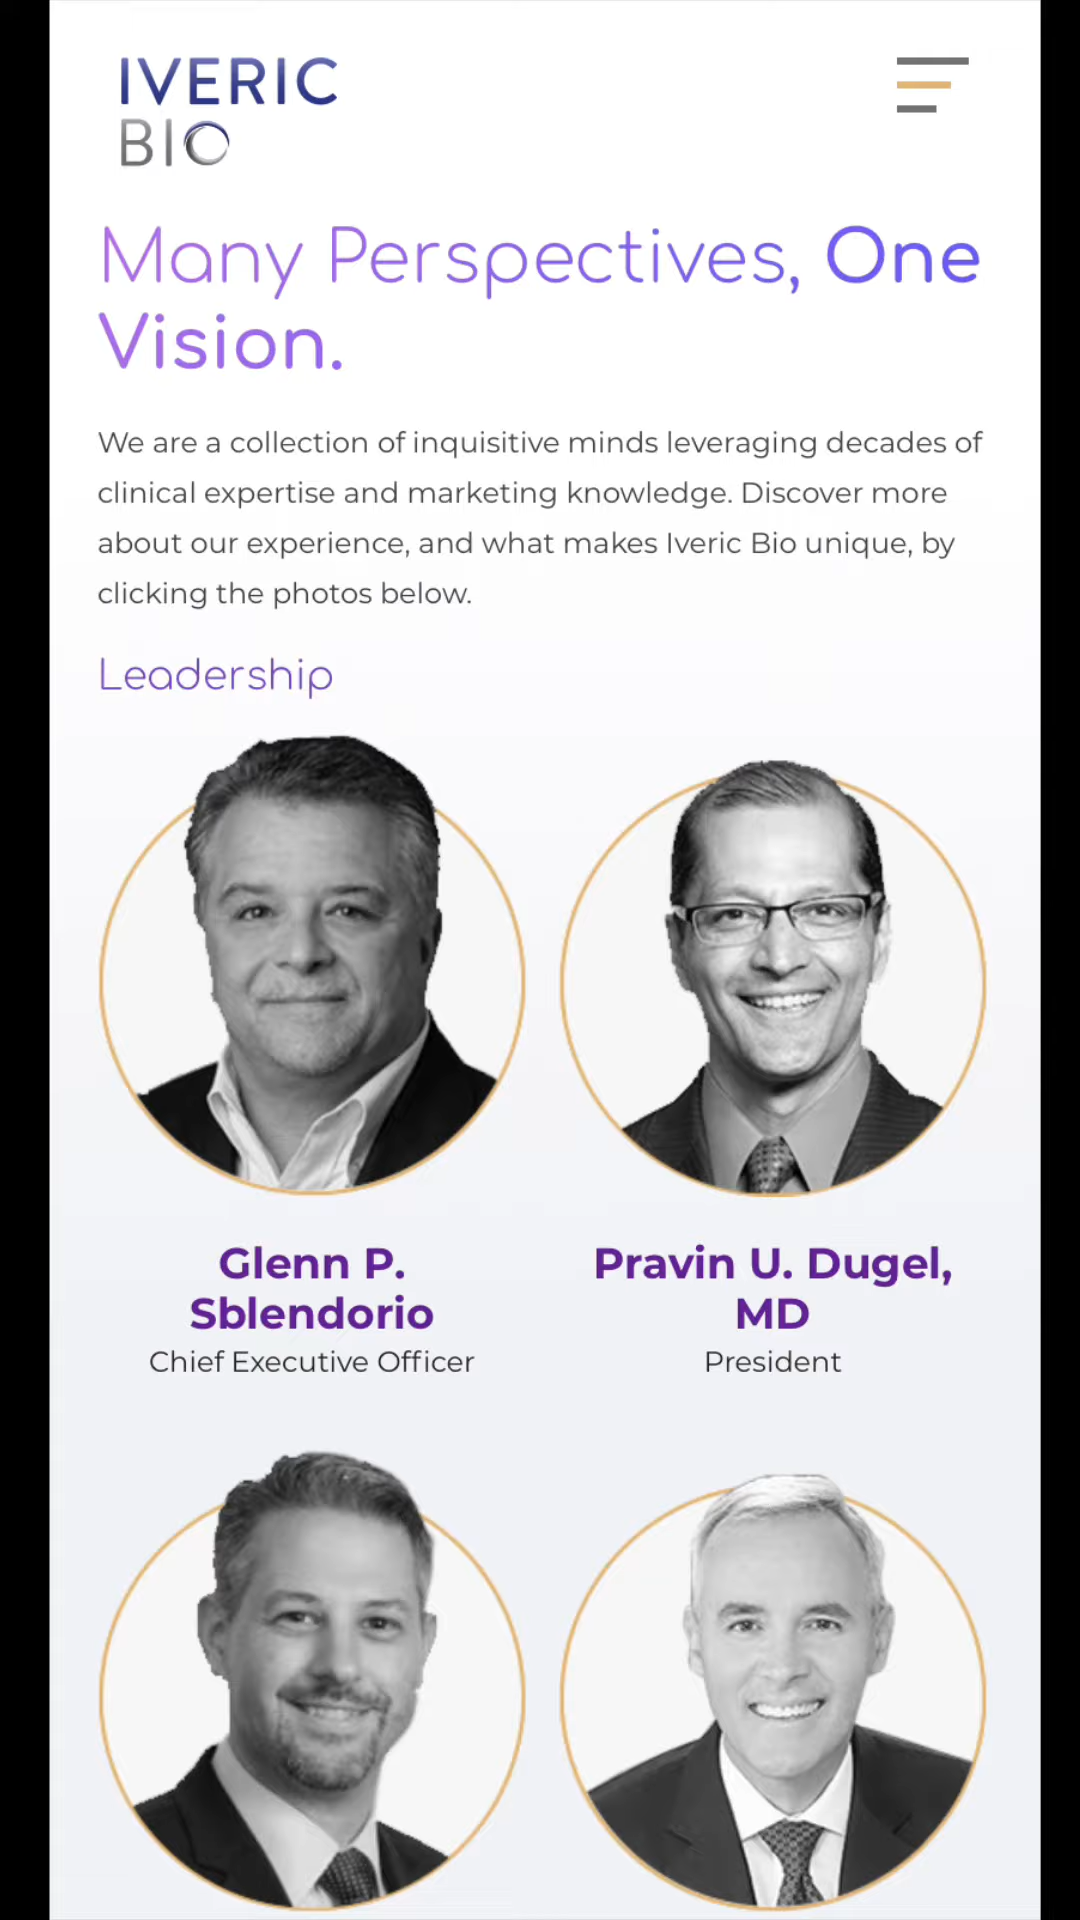 IVERIC
BIO
Many Perspectives, One
Vision.
We are a collection of inquisitive minds leveraging decades of
clinical expertise and marketing knowledge. Discover more
about our experience, and what makes Iveric Bio unique, by
clicking the photos below.
Leadership
Glenn P.
Sblendorio
Chief Executive Officer
Pravin U. Dugel,
MD
President